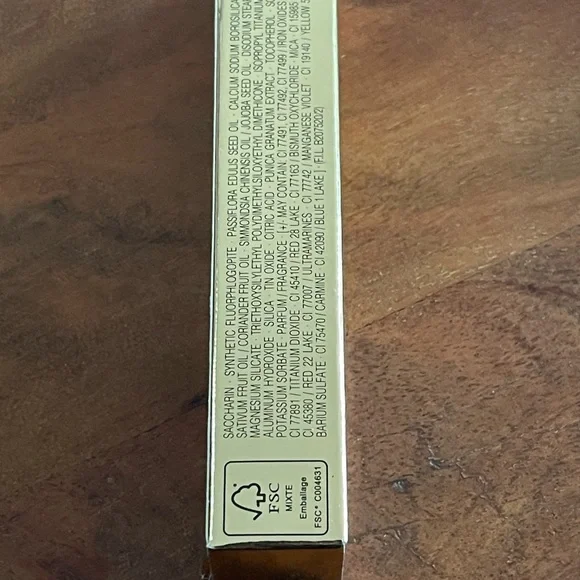 SACCHARIN · SYNTHETIC FLUORPHLOGOPITE · PASSIFLORA EDULIS SEED OIL · CALCIUM SODIUM BOROSILICA
SATIVUM FRUIT OIL / CORIANDER FRUIT OIL · SIMMONDSIA CHINENSIS OIL / JOJOBA SEED OIL · DISODIUM STEAR
MAGNESIUM SILICATE · TRIETHOXYSILYLETHYL POLYDIMETHYLSILOXYETHYL DIMETHICONE · ISOPROPYL TITANIUM
ALUMINUM HYDROXIDE · SILICA · TIN OXIDE · CITRIC ACID · PUNICA GRANATUM EXTRACT · TOCOPHEROL · SO
POTASSIUM SORBATE · PARFUM / FRAGRANCE · [+/- MAY CONTAIN: CI 77491, CI 77492, CI 77499 / IRON OXIDES
CI 77891 / TITANIUM DIOXIDE · CI 45410 / RED 28 LAKE · CI 77163 / BISMUTH OXYCHLORIDE · MICA · CI 15985
CI 45380 / RED 22 LAKE · CI 77007 / ULTRAMARINES · CI 77742 / MANGANESE VIOLET · CI 19140 / YELLOW 5
BARIUM SULFATE · CI 75470 / CARMINE · CI 42090 / BLUE 1 LAKE] · (F.I.L. B207520/2)
FSC
MIXTE
Emballage
FSC® C004631